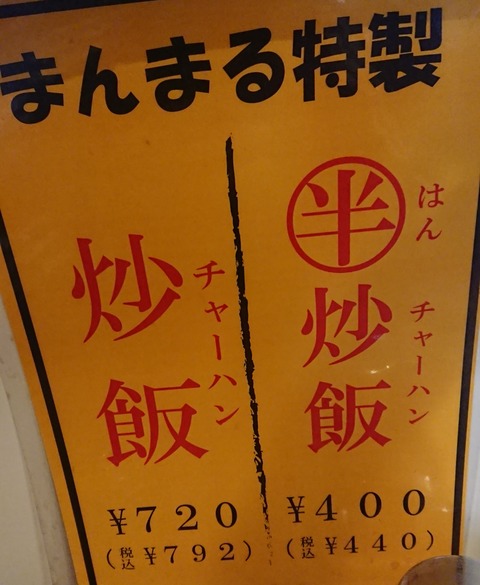 まんまる特製
半炒飯
はんチャーハン
¥400
(税込¥440)
炒飯
チャーハン
¥720
(税込¥792)